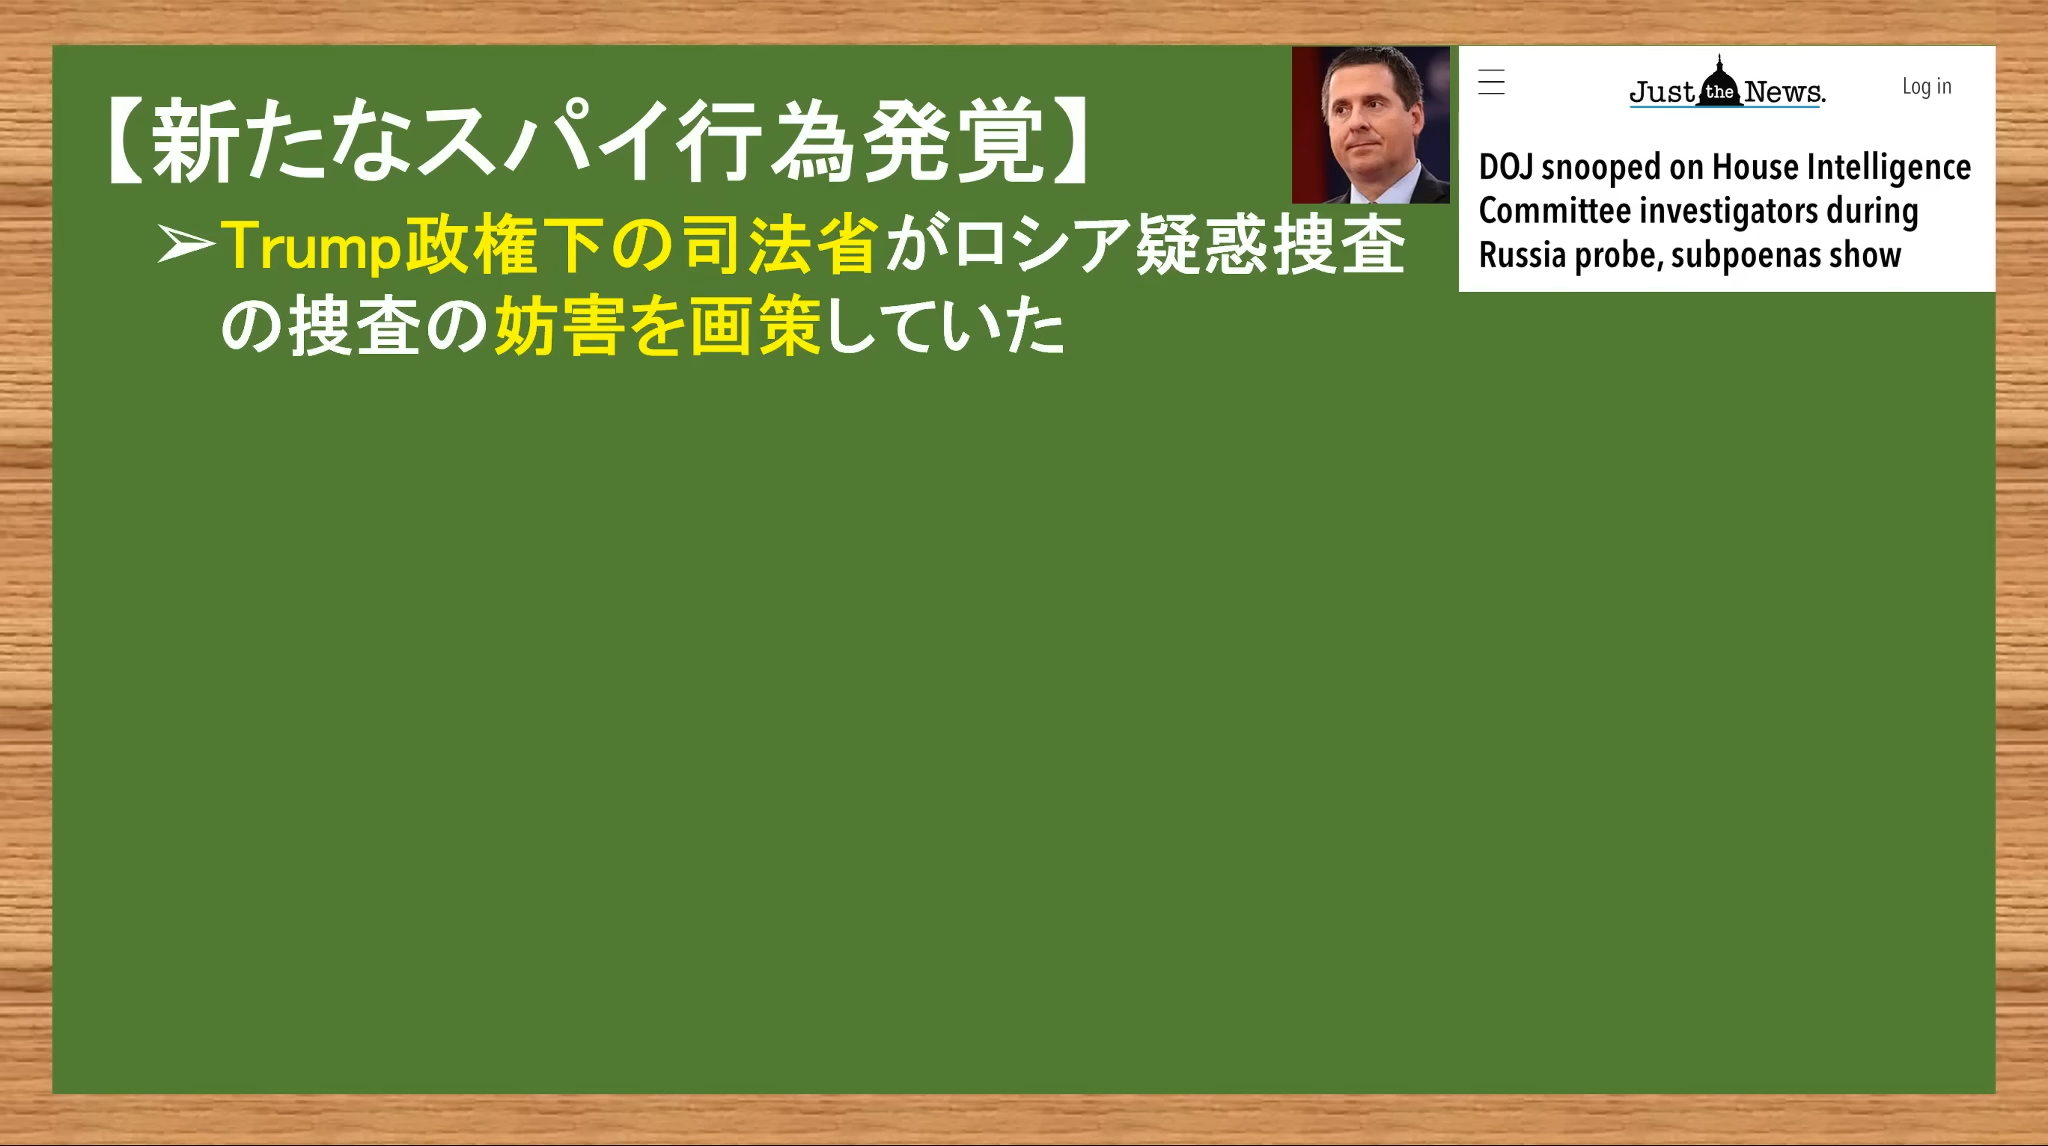 【新たなスパイ行為発覚】
➢Trump政権下の司法省がロシア疑惑捜査
の捜査の妨害を画策していた
Just the News.
Log in
DOJ snooped on House Intelligence
Committee investigators during
Russia probe, subpoenas show